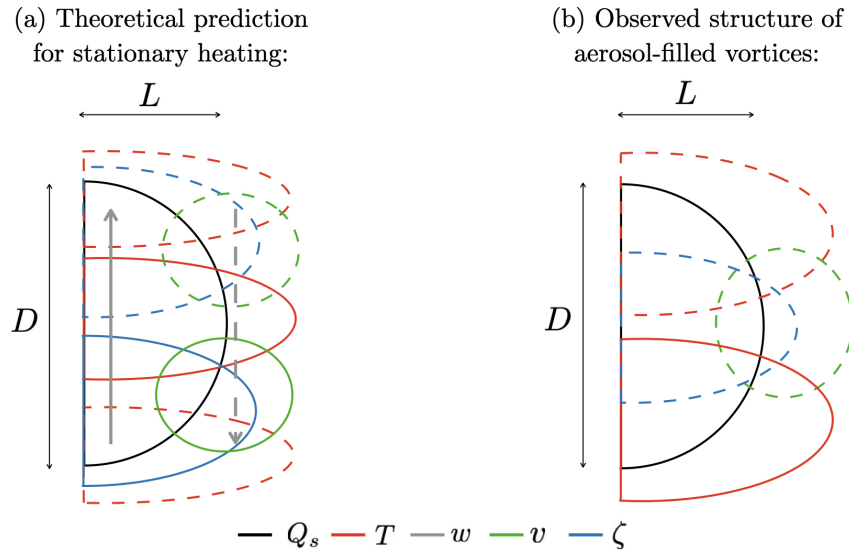 (a) Theoretical prediction
for stationary heating:
(b) Observed structure of
aerosol-filled vortices:
L
L
D
D
Q_s T w v ζ